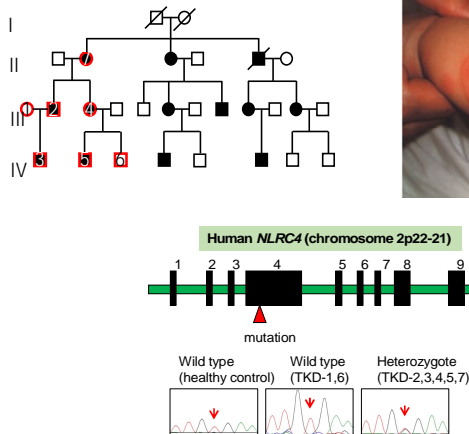 I
II
7
III
1 2 4
IV
3 5 6
Human NLRC4 (chromosome 2p22-21)
1 2 3 4 5 6 7 8 9
mutation
Wild type Wild type Heterozygote
(healthy control) (TKD-1,6) (TKD-2,3,4,5,7)